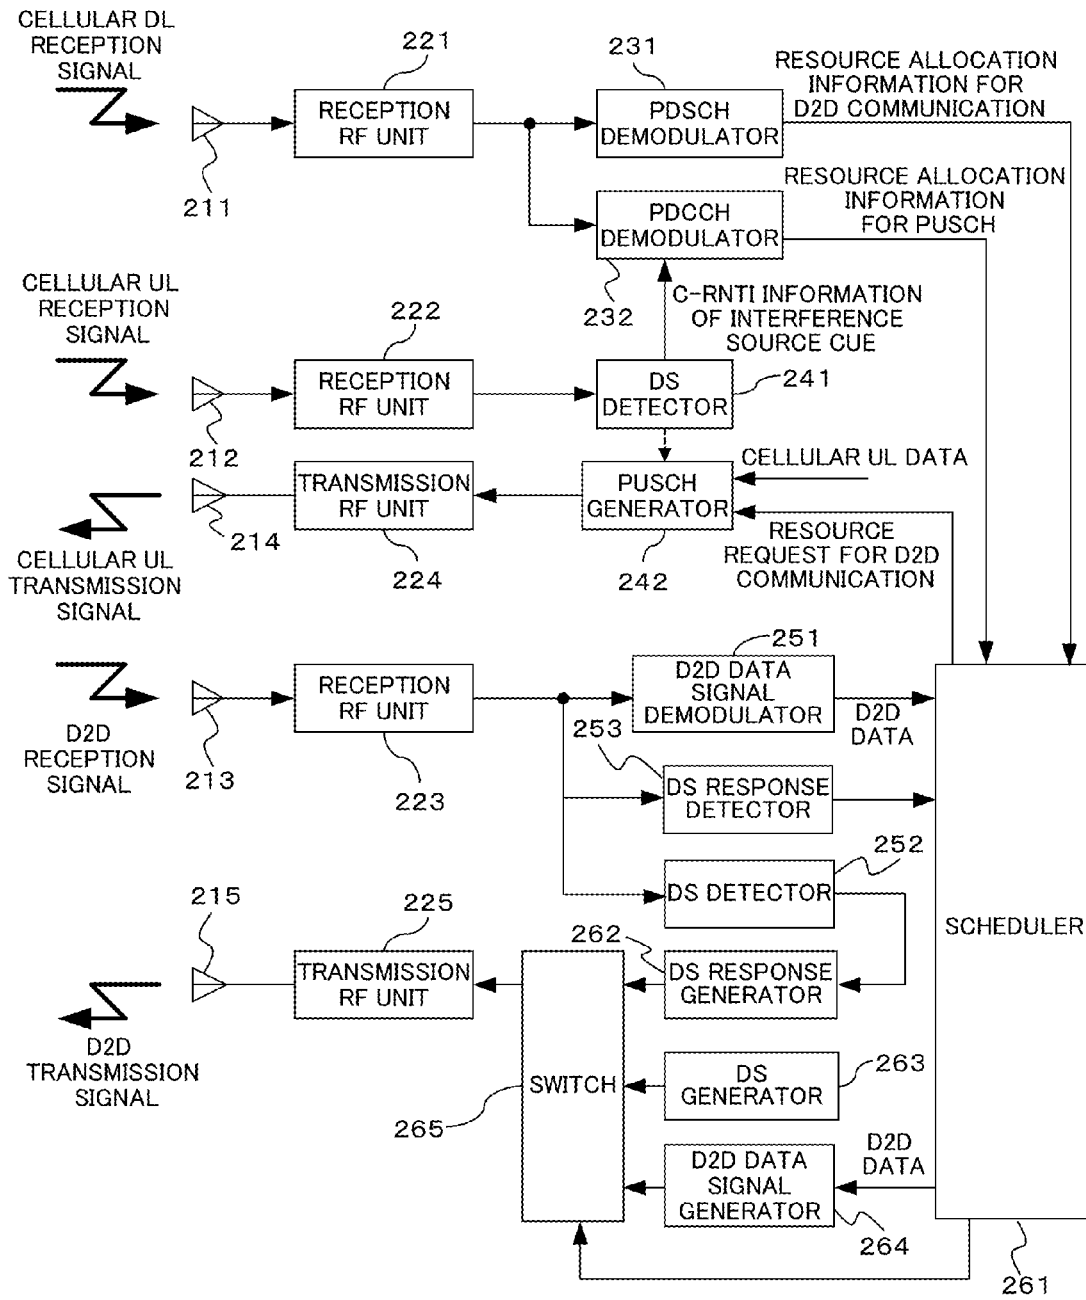 CELLULAR DL
RECEPTION
SIGNAL
211
221
RECEPTION
RF UNIT
231
PDSCH
DEMODULATOR
RESOURCE ALLOCATION
INFORMATION FOR
D2D COMMUNICATION
PDCCH
DEMODULATOR
232
RESOURCE ALLOCATION
INFORMATION
FOR PUSCH
C-RNTI INFORMATION
OF INTERFERENCE
SOURCE CUE
CELLULAR UL
RECEPTION
SIGNAL
212
222
RECEPTION
RF UNIT
DS
DETECTOR
241
CELLULAR UL
TRANSMISSION
SIGNAL
214
TRANSMISSION
RF UNIT
224
PUSCH
GENERATOR
242
CELLULAR UL DATA
RESOURCE
REQUEST FOR D2D
COMMUNICATION
D2D
RECEPTION
SIGNAL
213
RECEPTION
RF UNIT
223
251
D2D DATA
SIGNAL
DEMODULATOR
D2D
DATA
253
DS RESPONSE
DETECTOR
252
DS DETECTOR
SCHEDULER
261
D2D
TRANSMISSION
SIGNAL
215
225
TRANSMISSION
RF UNIT
262
DS RESPONSE
GENERATOR
SWITCH
265
DS
GENERATOR
263
D2D DATA
SIGNAL
GENERATOR
264
D2D
DATA